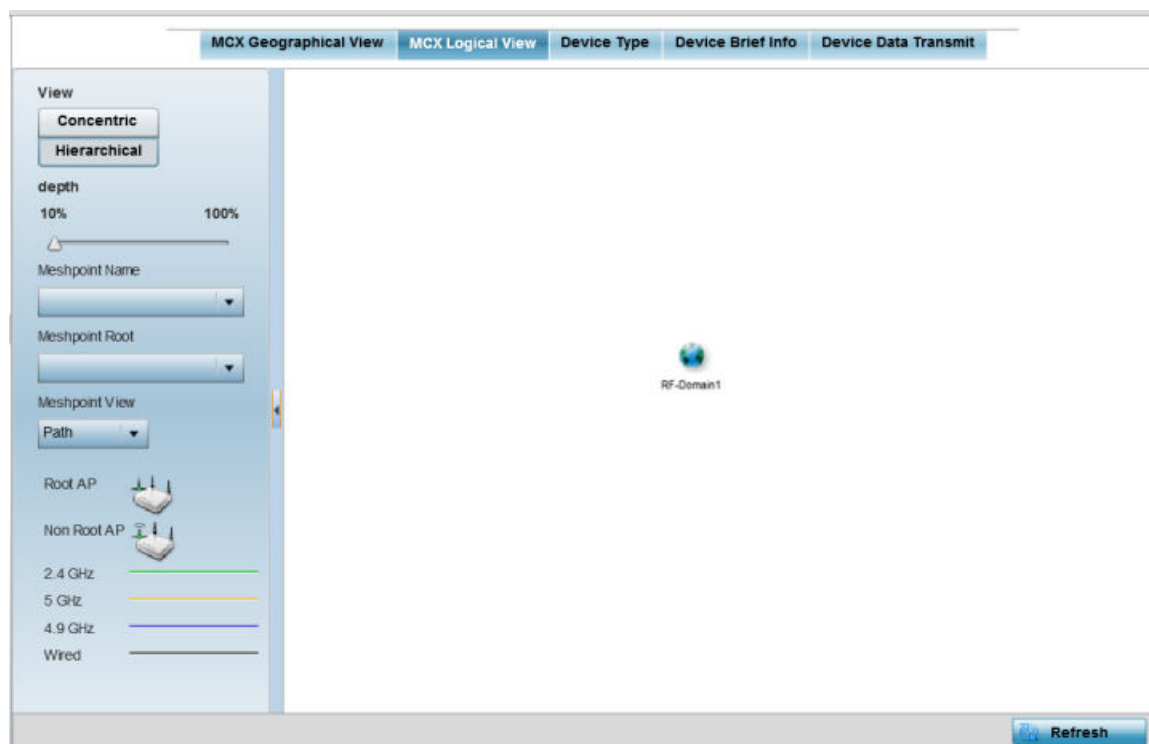 MCX Geographical View MCX Logical View Device Type Device Brief Info Device Data Transmit
View
Concentric
Hierarchical
depth
10% 100%
Meshpoint Name
Meshpoint Root
Meshpoint View
Path
Root AP
Non Root AP
2.4 GHz
5 GHz
4.9 GHz
Wired
RF-Domain1
Refresh